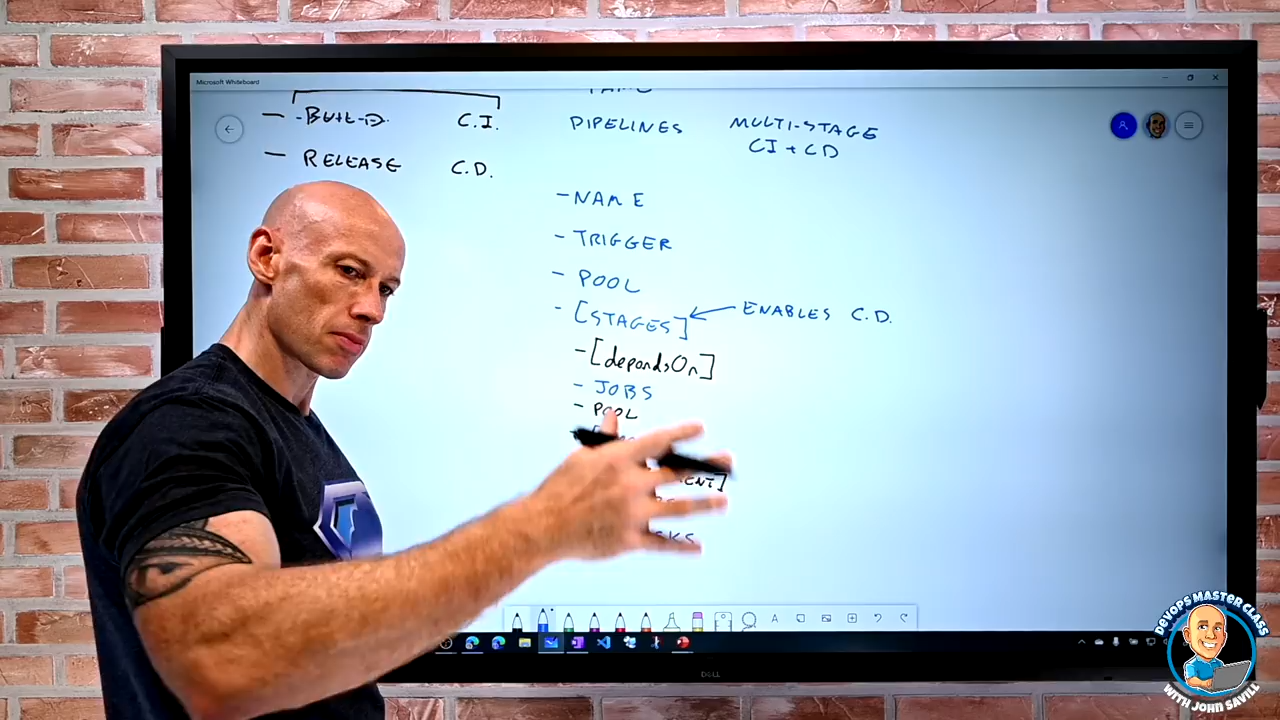 Microsoft Whiteboard
- BUILD C.I.
- RELEASE C.D.
PIPELINES MULTI-STAGE
CI + CD
- NAME
- TRIGGER
- POOL
- [STAGES] ENABLES C.D.
- [dependsOn]
- JOBS
- POOL
DELL
DEVOPS MASTER CLASS
WITH JOHN SAVILL